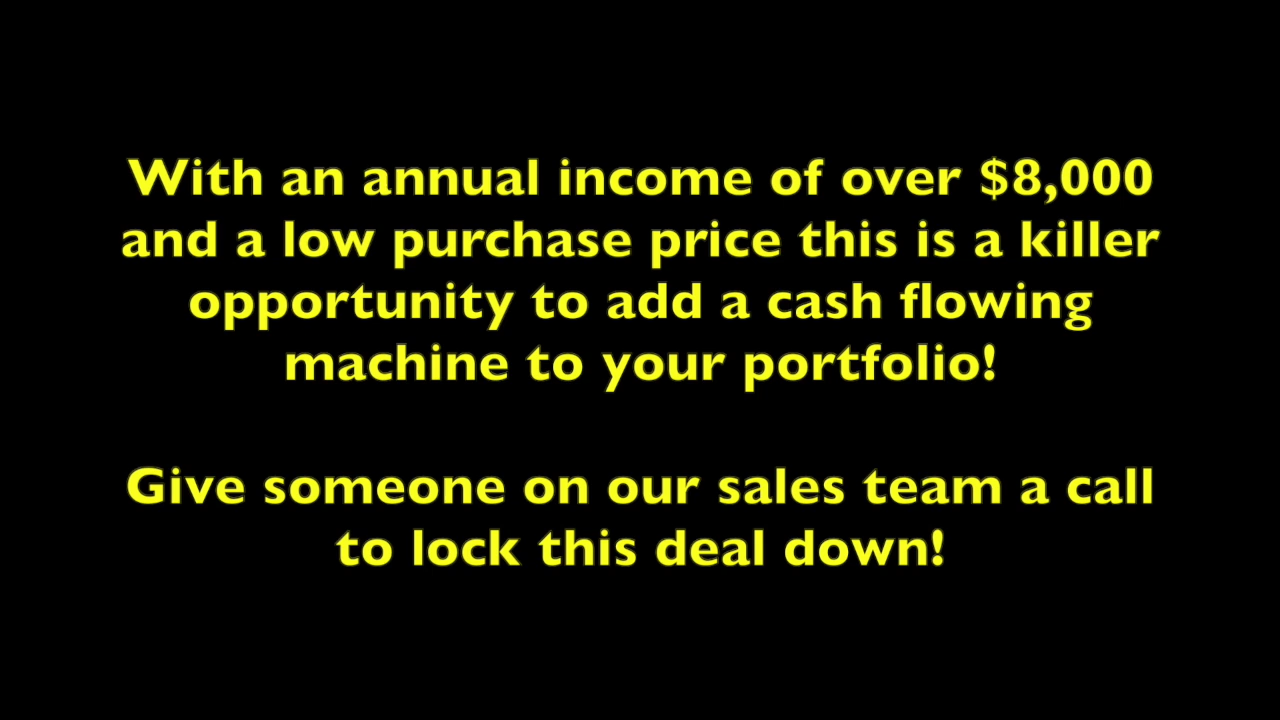 With an annual income of over $8,000
and a low purchase price this is a killer
opportunity to add a cash flowing
machine to your portfolio!
Give someone on our sales team a call
to lock this deal down!